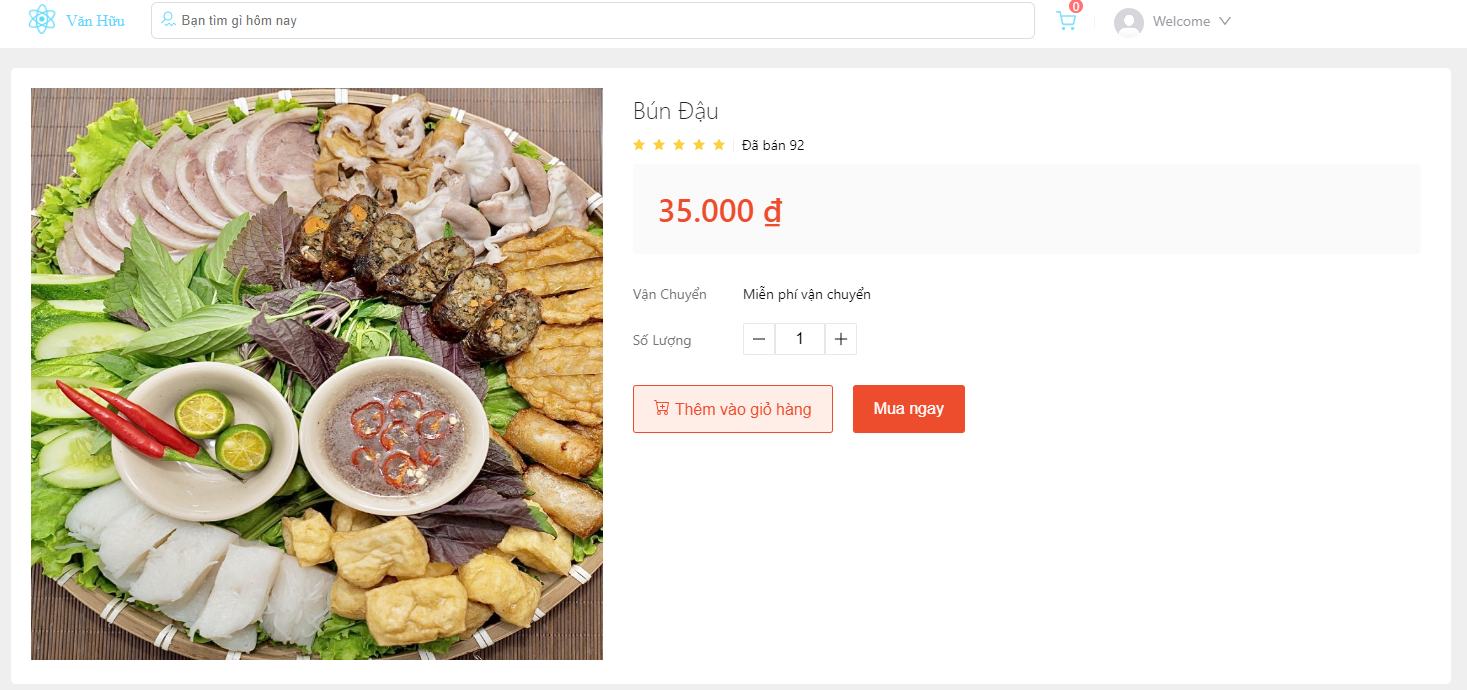 Văn Hữu
Bạn tìm gì hôm nay
0
Welcome
Bún Đậu
Đã bán 92
35.000 ₫
Vận Chuyển Miễn phí vận chuyển
Số Lượng 1
Thêm vào giỏ hàng
Mua ngay